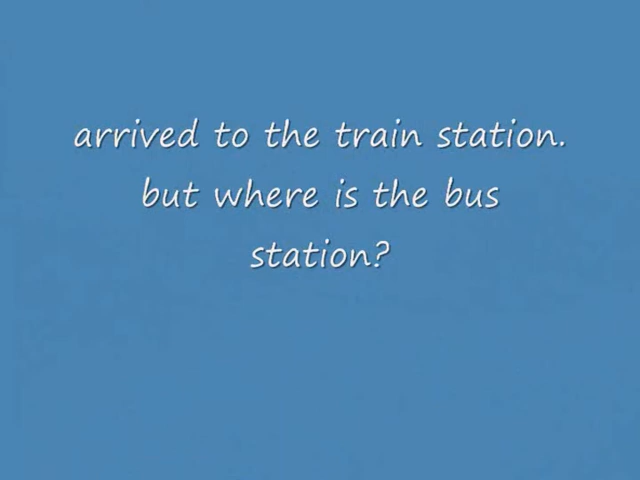 arrived to the train station.
but where is the bus
station?